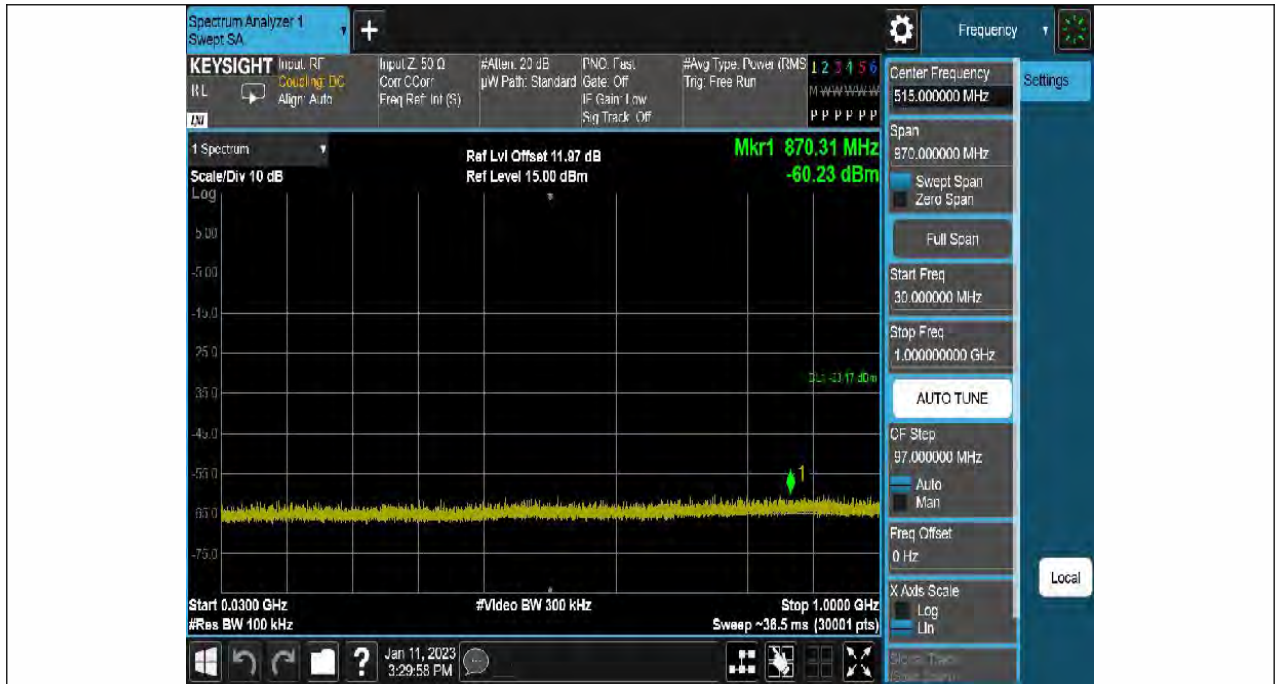 Spectrum Analyzer 1
Swept SA
+
Frequency
KEYSIGHT
RL
Input: RF
Coupling: DC
Align: Auto
Input Z: 50 Ω
Corr CCorr
Freq Ref: Int (S)
#Atten: 20 dB
µW Path: Standard
PNO: Fast
Gate: Off
IF Gain: Low
Sig Track: Off
#Avg Type: Power (RMS
Trig: Free Run
1 2 3 4 5 6
M W W W W W
P P P P P P
LNI
1 Spectrum
Scale/Div 10 dB
Log
Ref Lvl Offset 11.97 dB
Ref Level 15.00 dBm
Mkr1 870.31 MHz
-60.23 dBm
5.00
-5.00
-15.0
-25.0
-35.0
-45.0
-55.0
-65.0
-75.0
1
Start 0.0300 GHz
#Res BW 100 kHz
#Video BW 300 kHz
Stop 1.0000 GHz
Sweep ~36.5 ms (30001 pts)
Jan 11, 2023
3:29:58 PM
?
Center Frequency
515.000000 MHz
Settings
Span
970.000000 MHz
Swept Span
Zero Span
Full Span
Start Freq
30.000000 MHz
Stop Freq
1.000000000 GHz
AUTO TUNE
CF Step
97.000000 MHz
Auto
Man
Freq Offset
0 Hz
X Axis Scale
Log
Lin
Signal Track
(Span Zoom)
Local